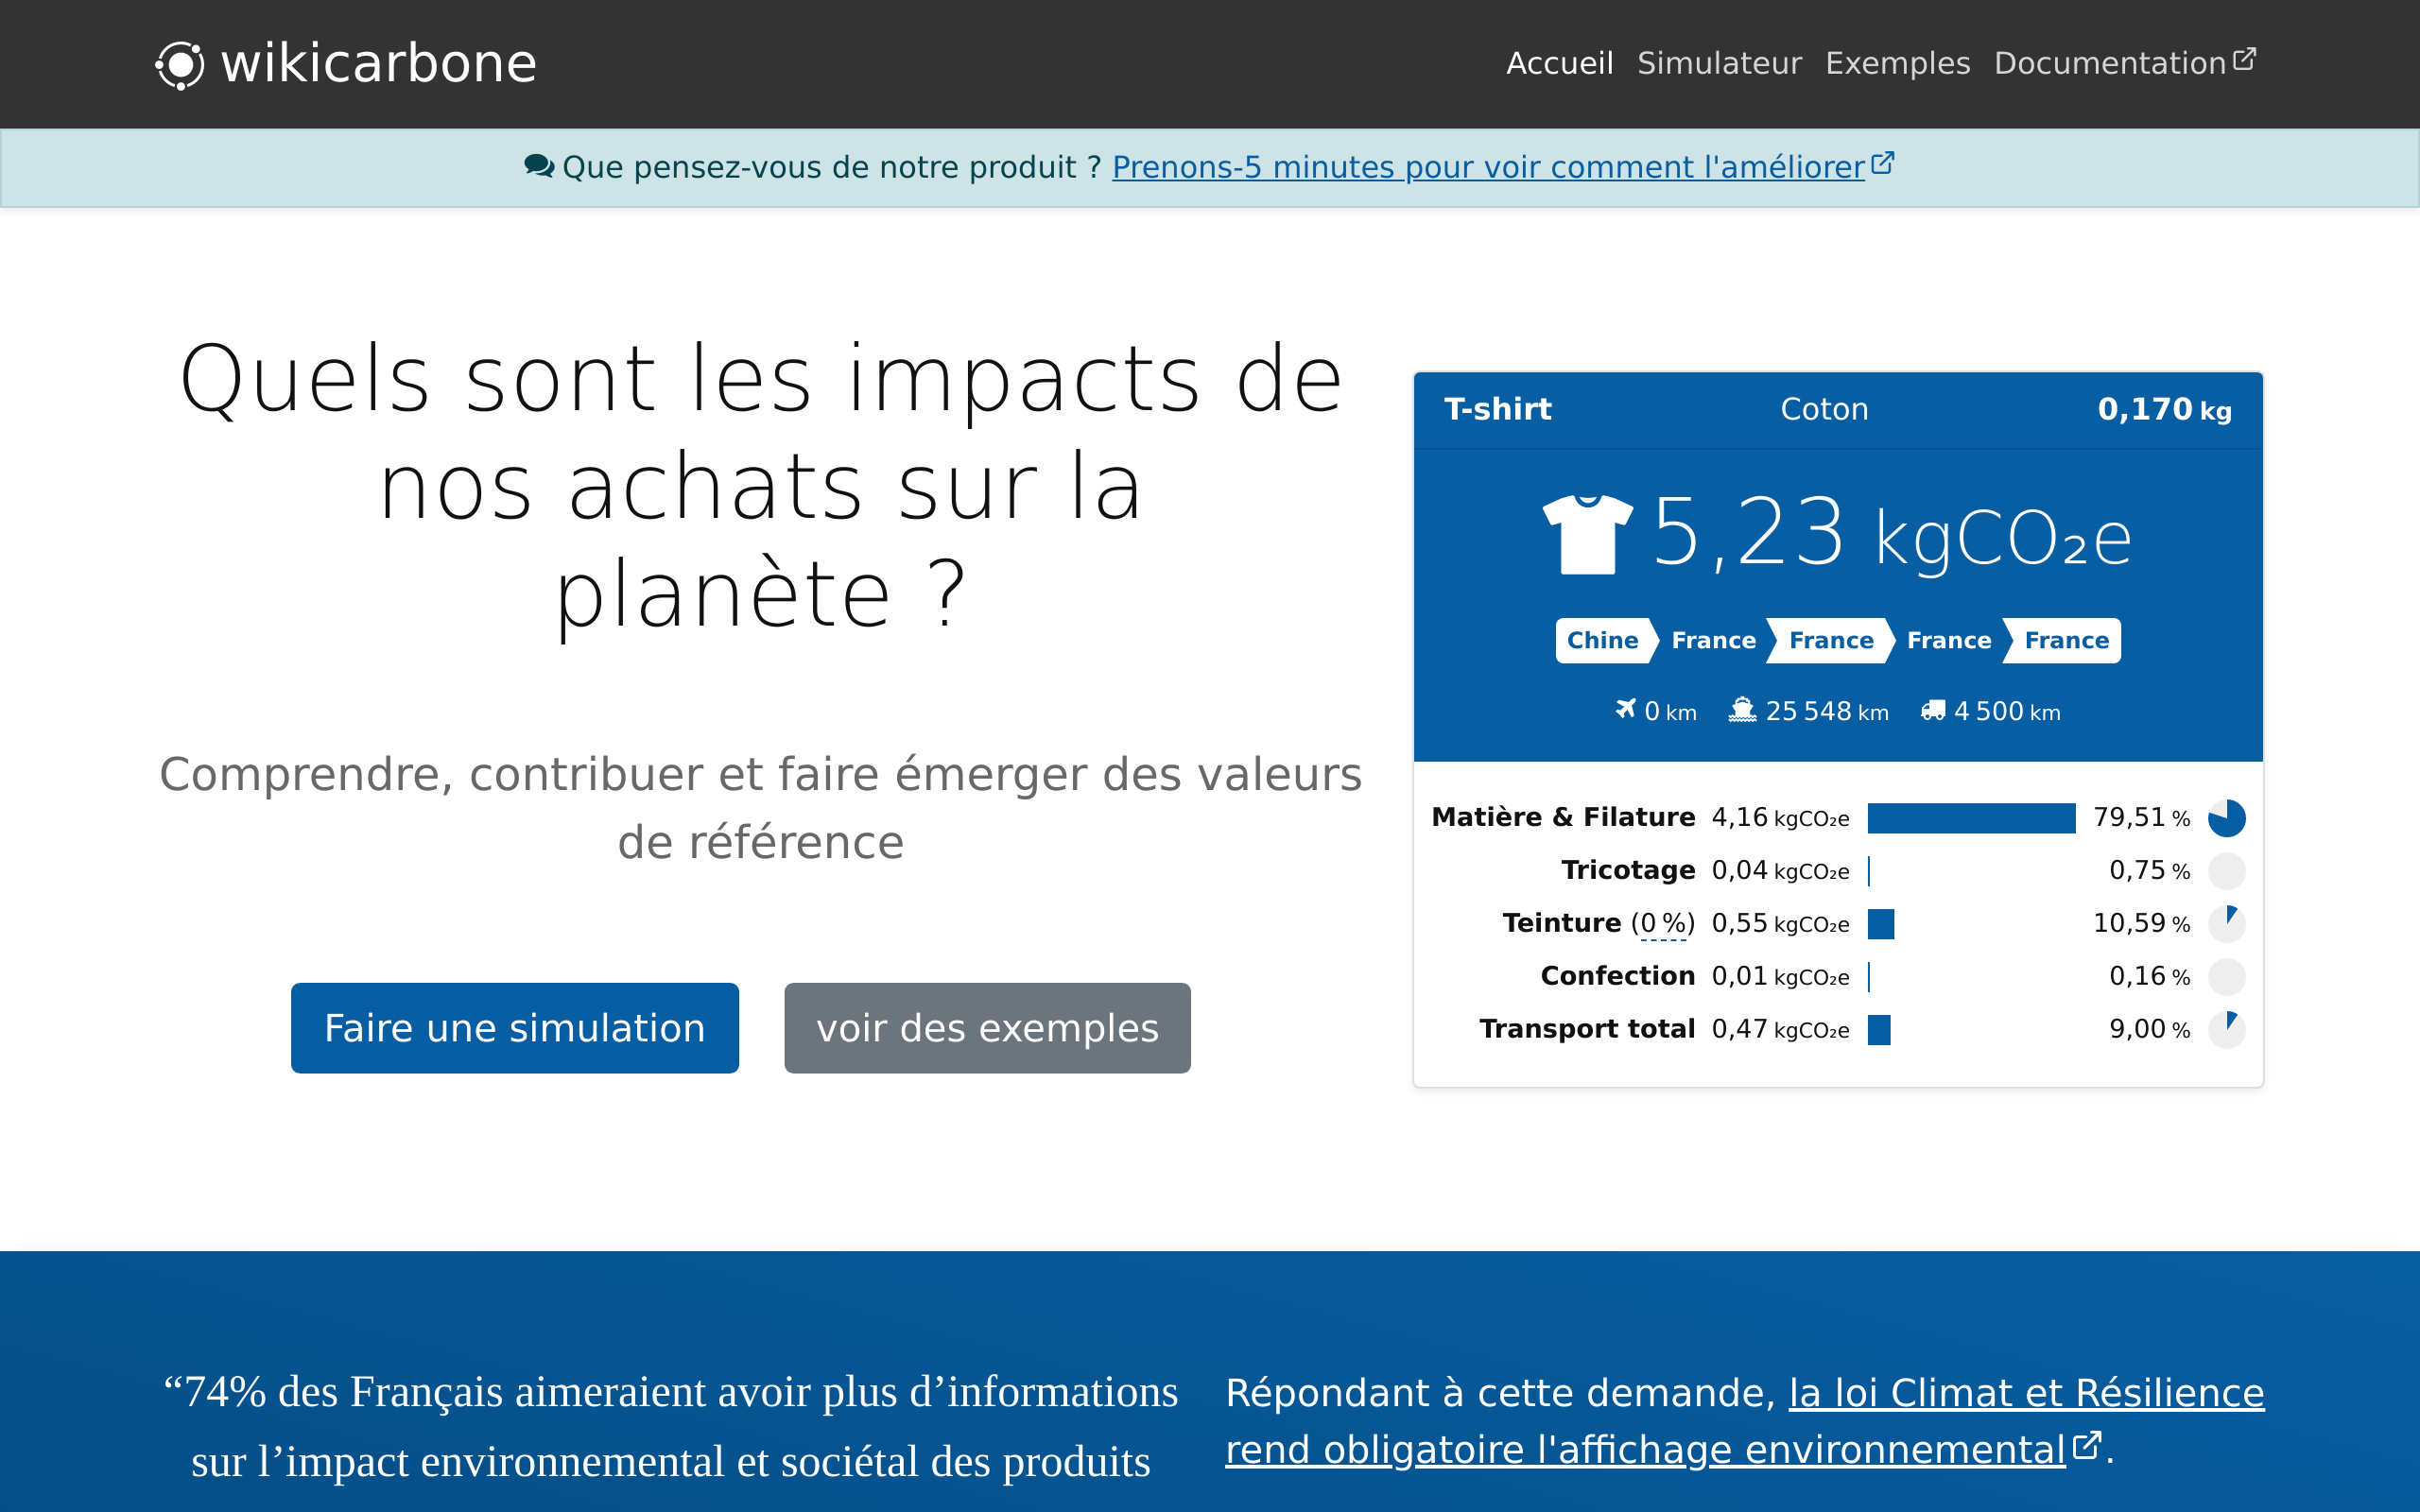 wikicarbone
Accueil Simulateur Exemples Documentation
Que pensez-vous de notre produit ? Prenons-5 minutes pour voir comment l'améliorer
Quels sont les impacts de
nos achats sur la
planète ?
Comprendre, contribuer et faire émerger des valeurs
de référence
Faire une simulation
voir des exemples
T-shirt Coton 0,170 kg
5,23 kgCO₂e
Chine France France France France
0 km 25 548 km 4 500 km
Matière & Filature 4,16 kgCO₂e 79,51 %
Tricotage 0,04 kgCO₂e 0,75 %
Teinture (0 %) 0,55 kgCO₂e 10,59 %
Confection 0,01 kgCO₂e 0,16 %
Transport total 0,47 kgCO₂e 9,00 %
“74% des Français aimeraient avoir plus d’informations
sur l’impact environnemental et sociétal des produits
Répondant à cette demande, la loi Climat et Résilience
rend obligatoire l'affichage environnemental.